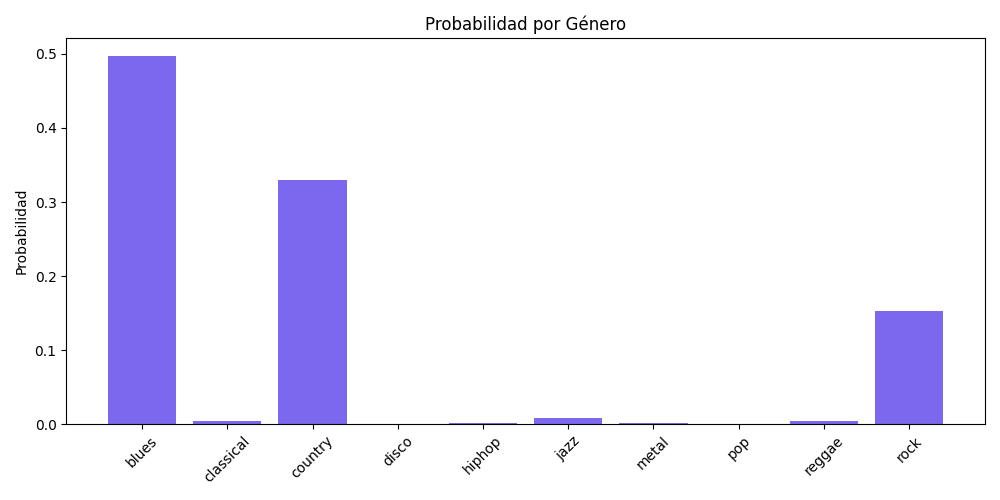 Probabilidad por Género
Probabilidad
0.5
0.4
0.3
0.2
0.1
0.0
blues
classical
country
disco
hiphop
jazz
metal
pop
reggae
rock